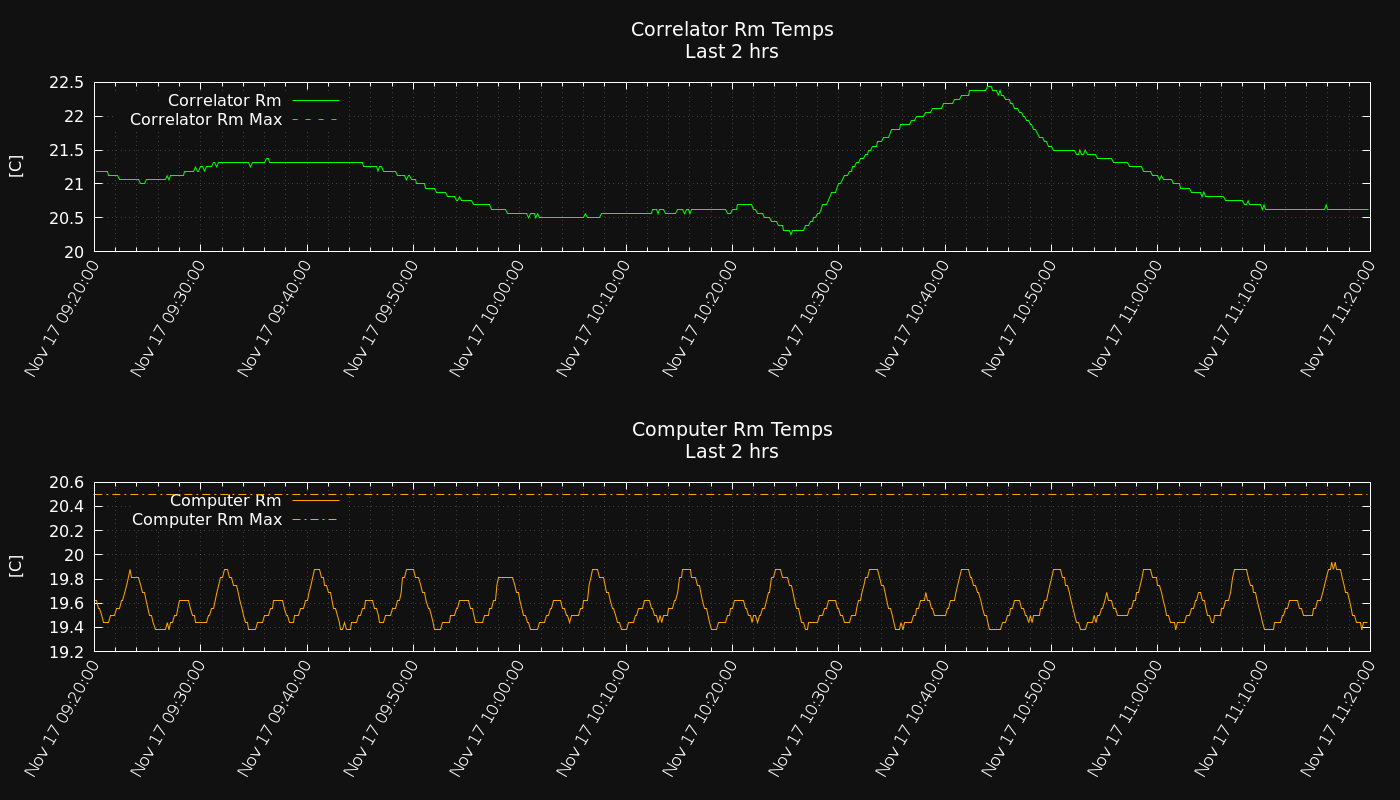 Correlator Rm Temps
Last 2 hrs
22.5
22
21.5
21
20.5
20
[C]
Correlator Rm
Correlator Rm Max
Nov 17 09:20:00
Nov 17 09:30:00
Nov 17 09:40:00
Nov 17 09:50:00
Nov 17 10:00:00
Nov 17 10:10:00
Nov 17 10:20:00
Nov 17 10:30:00
Nov 17 10:40:00
Nov 17 10:50:00
Nov 17 11:00:00
Nov 17 11:10:00
Nov 17 11:20:00
Computer Rm Temps
Last 2 hrs
20.6
20.4
20.2
20
19.8
19.6
19.4
19.2
[C]
Computer Rm
Computer Rm Max
Nov 17 09:20:00
Nov 17 09:30:00
Nov 17 09:40:00
Nov 17 09:50:00
Nov 17 10:00:00
Nov 17 10:10:00
Nov 17 10:20:00
Nov 17 10:30:00
Nov 17 10:40:00
Nov 17 10:50:00
Nov 17 11:00:00
Nov 17 11:10:00
Nov 17 11:20:00